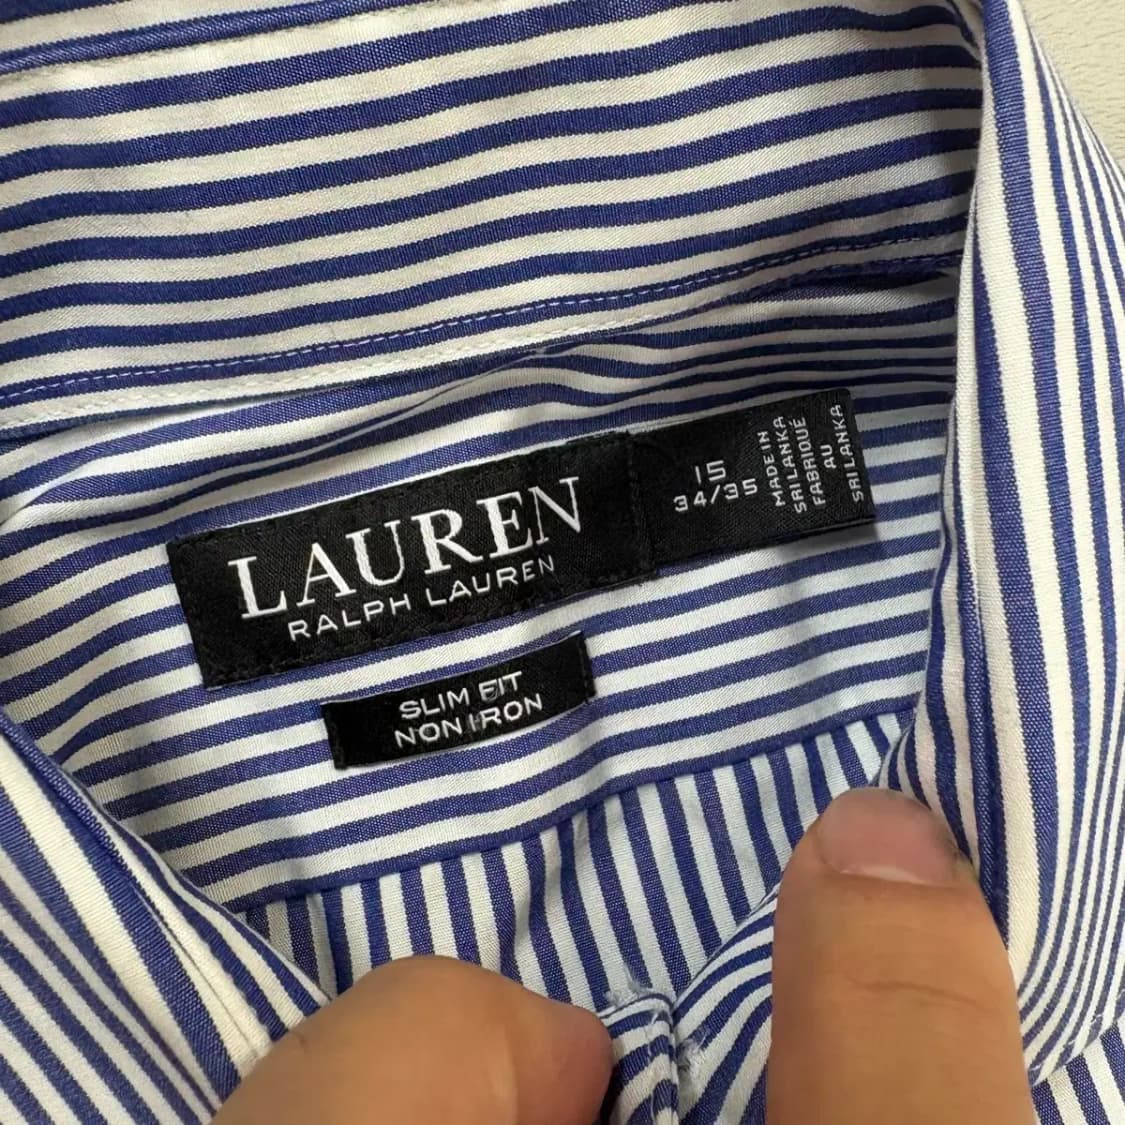 LAUREN
RALPH LAUREN
15
34/35
MADE IN
SRI LANKA
FABRIQUÉ
AU
SRI LANKA
SLIM FIT
NON IRON